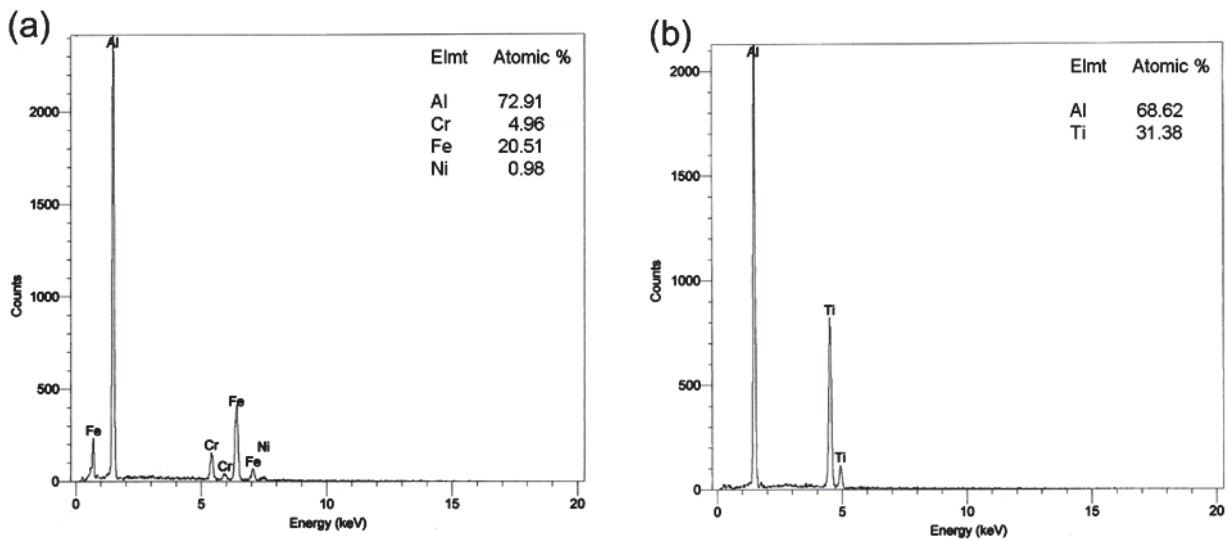 (a)
Al
Elmt Atomic %
Al 72.91
Cr 4.96
Fe 20.51
Ni 0.98
2000
1500
1000
500
0
Counts
Fe
Cr
Cr
Fe
Fe
Ni
0 5 10 15 20
Energy (keV)
(b)
Al
Elmt Atomic %
Al 68.62
Ti 31.38
2000
1500
1000
500
0
Counts
Ti
Ti
0 5 10 15 20
Energy (keV)